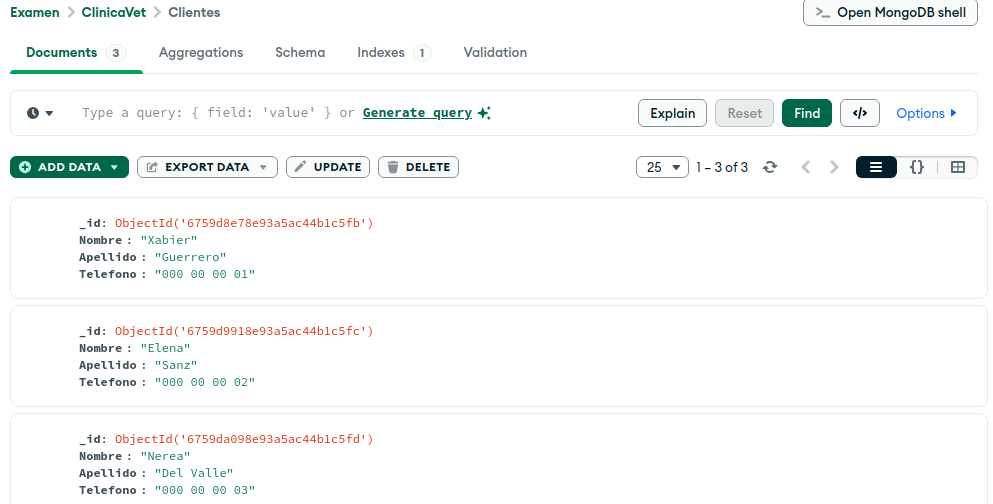 Examen > ClinicaVet > Clientes
>_ Open MongoDB shell
Documents 3 Aggregations Schema Indexes 1 Validation
Type a query: { field: 'value' } or Generate query
Explain Reset Find </> Options
ADD DATA EXPORT DATA UPDATE DELETE
25 1 – 3 of 3 {}
_id: ObjectId('6759d8e78e93a5ac44b1c5fb')
Nombre : "Xabier"
Apellido : "Guerrero"
Telefono : "000 00 00 01"
_id: ObjectId('6759d9918e93a5ac44b1c5fc')
Nombre : "Elena"
Apellido : "Sanz"
Telefono : "000 00 00 02"
_id: ObjectId('6759da098e93a5ac44b1c5fd')
Nombre : "Nerea"
Apellido : "Del Valle"
Telefono : "000 00 00 03"